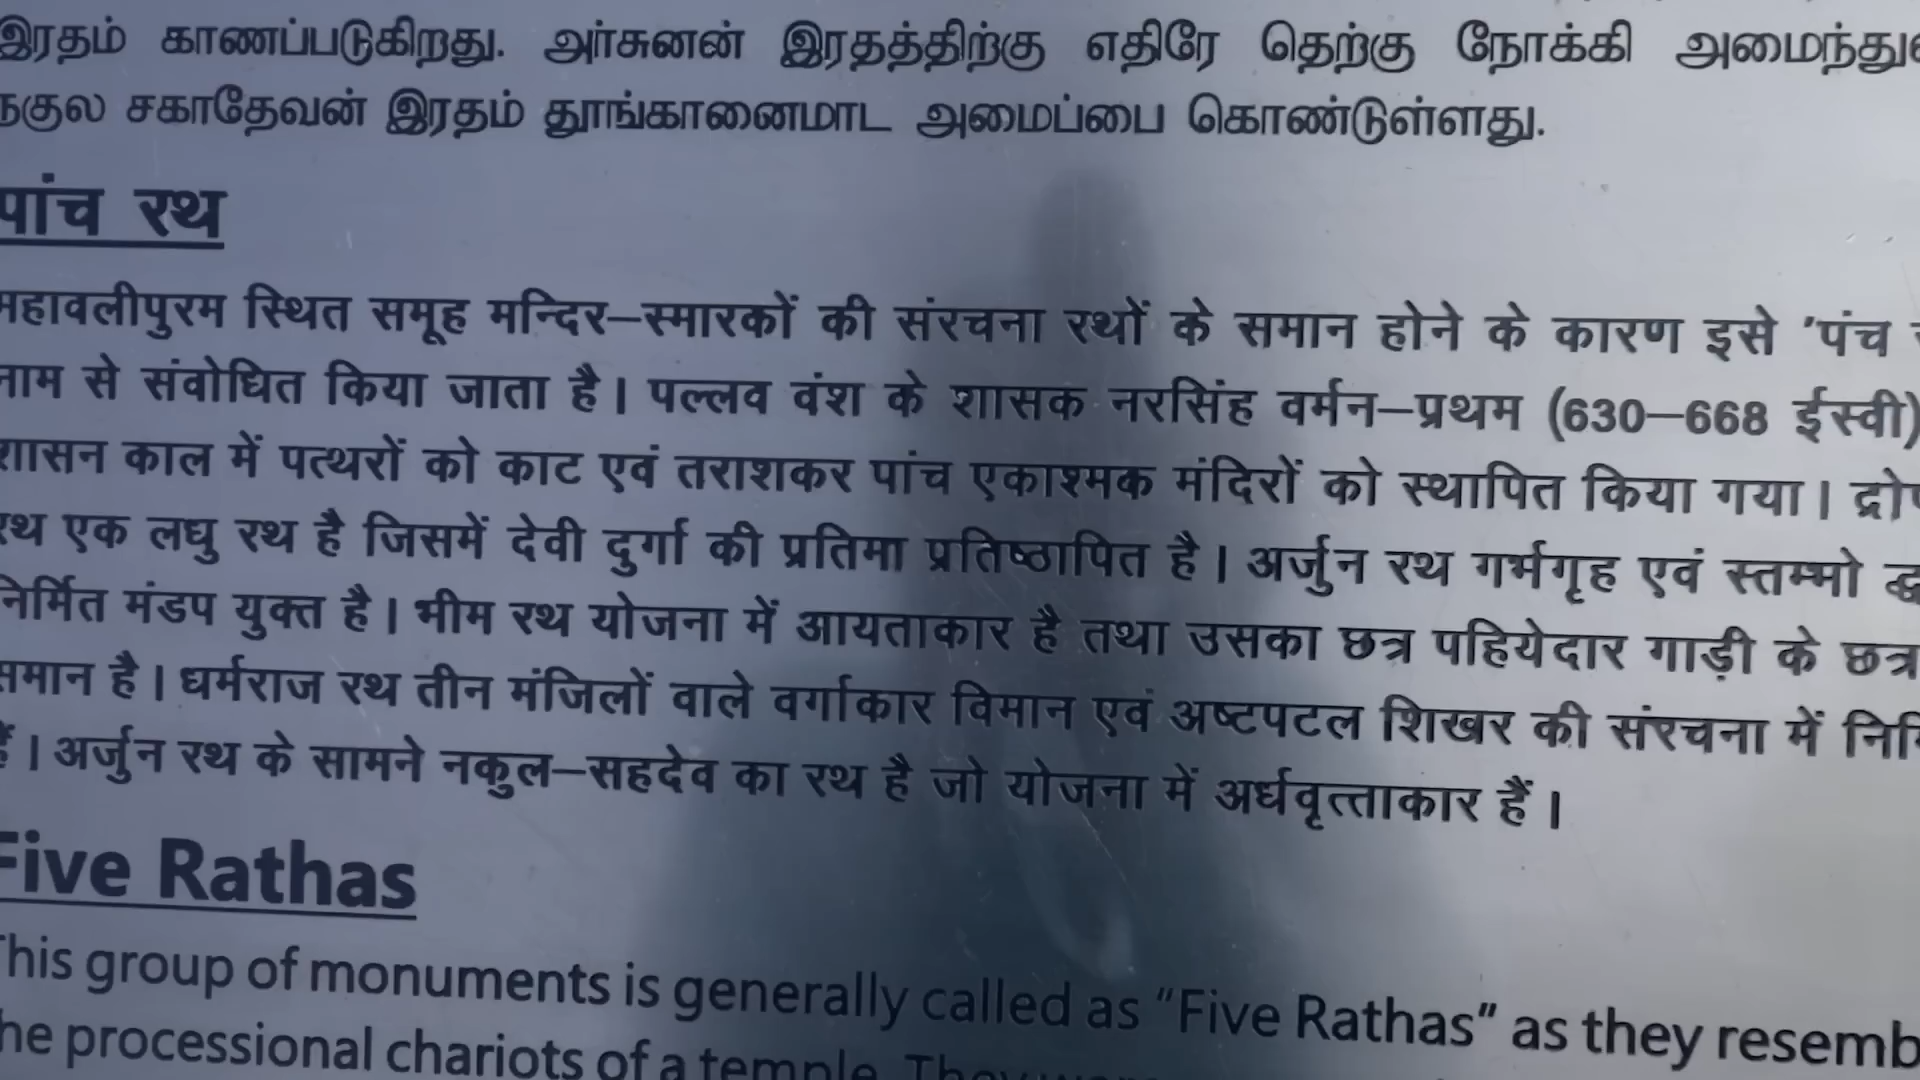 இரதம் காணப்படுகிறது. அர்சுனன் இரதத்திற்கு எதிரே தெற்கு நோக்கி
நகுல சகாதேவன் இரதம் தூங்கானைமாட அமைப்பை கொண்டுள்ளது.
पांच रथ
महावलीपुरम स्थित समूह मन्दिर–स्मारकों की संरचना रथों के समान होने के कारण इसे 'पंच
नाम से संवोधित किया जाता है। पल्लव वंश के शासक नरसिंह वर्मन–प्रथम (630–668 ईस्वी)
शासन काल में पत्थरों को काट एवं तराशकर पांच एकाश्मक मंदिरों को स्थापित किया गया।
रथ एक लघु रथ है जिसमें देवी दुर्गा की प्रतिमा प्रतिष्ठापित है। अर्जुन रथ गर्भगृह एवं स्तम्भो
निर्मित मंडप युक्त है। भीम रथ योजना में आयताकार है तथा उसका छत्र पहियेदार गाड़ी के छत्र
समान है। धर्मराज रथ तीन मंजिलों वाले वर्गाकार विमान एवं अष्टपटल शिखर की संरचना में
हैं। अर्जुन रथ के सामने नकुल–सहदेव का रथ है जो योजना में अर्धवृत्ताकार हैं।
Five Rathas
This group of monuments is generally called as "Five Rathas" as they
the processional chariots of a temple. They